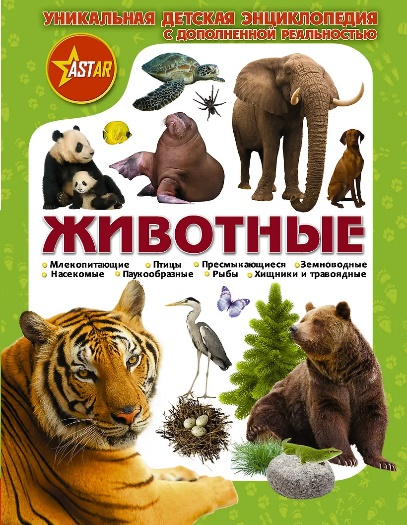 УНИКАЛЬНАЯ ДЕТСКАЯ ЭНЦИКЛОПЕДИЯ
С ДОПОЛНЕННОЙ РЕАЛЬНОСТЬЮ
ASTAR
ЖИВОТНЫЕ
Млекопитающие Птицы Пресмыкающиеся Земноводные
Насекомые Паукообразные Рыбы Хищники и травоядные